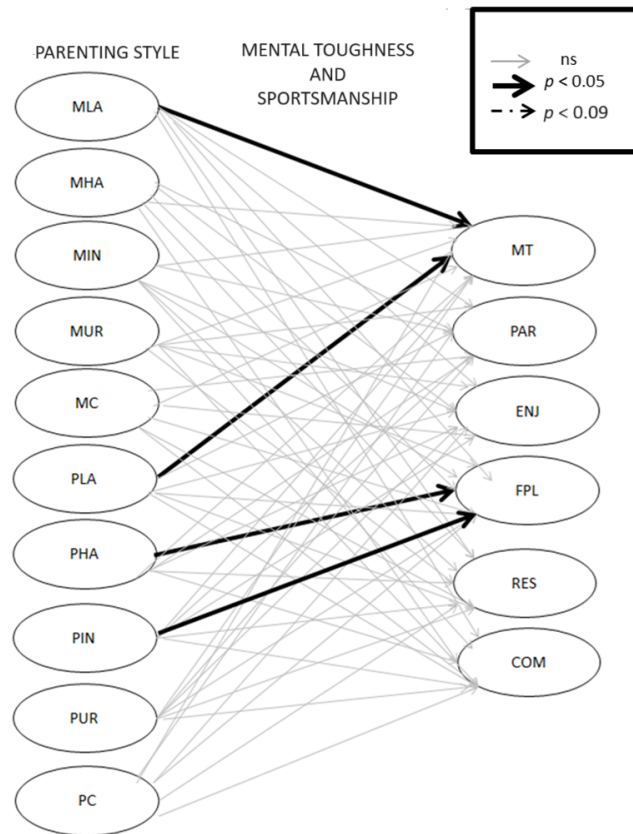 PARENTING STYLE
MENTAL TOUGHNESS
AND
SPORTSMANSHIP
ns
p < 0.05
p < 0.09
MLA
MHA
MIN
MUR
MC
PLA
PHA
PIN
PUR
PC
MT
PAR
ENJ
FPL
RES
COM